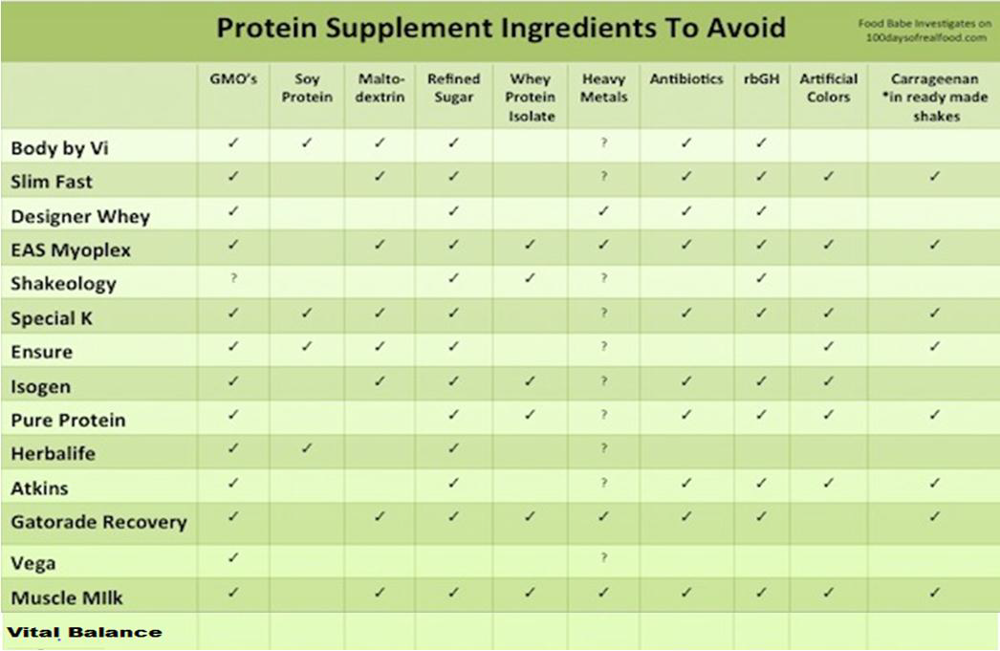 Protein Supplement Ingredients To Avoid
Food Babe Investigates on
100daysofrealfood.com
GMO's Soy Protein Malto-dextrin Refined Sugar Whey Protein Isolate Heavy Metals Antibiotics rbGH Artificial Colors Carrageenan *in ready made shakes
Body by Vi ✓ ✓ ✓ ✓ ? ✓ ✓
Slim Fast ✓ ✓ ✓ ? ✓ ✓ ✓ ✓
Designer Whey ✓ ✓ ✓ ✓ ✓
EAS Myoplex ✓ ✓ ✓ ✓ ✓ ✓ ✓ ✓ ✓
Shakeology ? ✓ ✓ ? ✓
Special K ✓ ✓ ✓ ✓ ? ✓ ✓ ✓ ✓
Ensure ✓ ✓ ✓ ✓ ? ✓ ✓
Isogen ✓ ✓ ✓ ✓ ? ✓ ✓ ✓
Pure Protein ✓ ✓ ✓ ? ✓ ✓ ✓ ✓
Herbalife ✓ ✓ ✓ ?
Atkins ✓ ✓ ? ✓ ✓ ✓ ✓
Gatorade Recovery ✓ ✓ ✓ ✓ ✓ ✓ ✓ ✓
Vega ✓ ?
Muscle MIlk ✓ ✓ ✓ ✓ ✓ ✓ ✓ ✓ ✓
Vital Balance